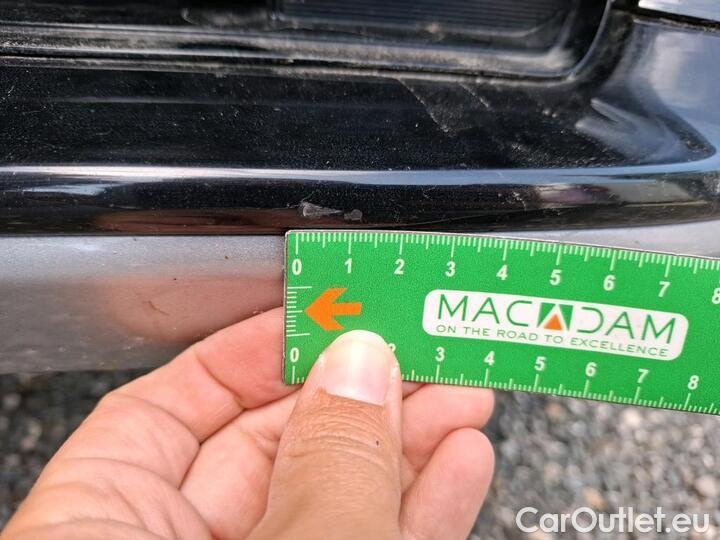 0 1 2 3 4 5 6 7 8
MACADAM
ON THE ROAD TO EXCELLENCE
0 2 3 4 5 6 7 8
CarOutlet.eu